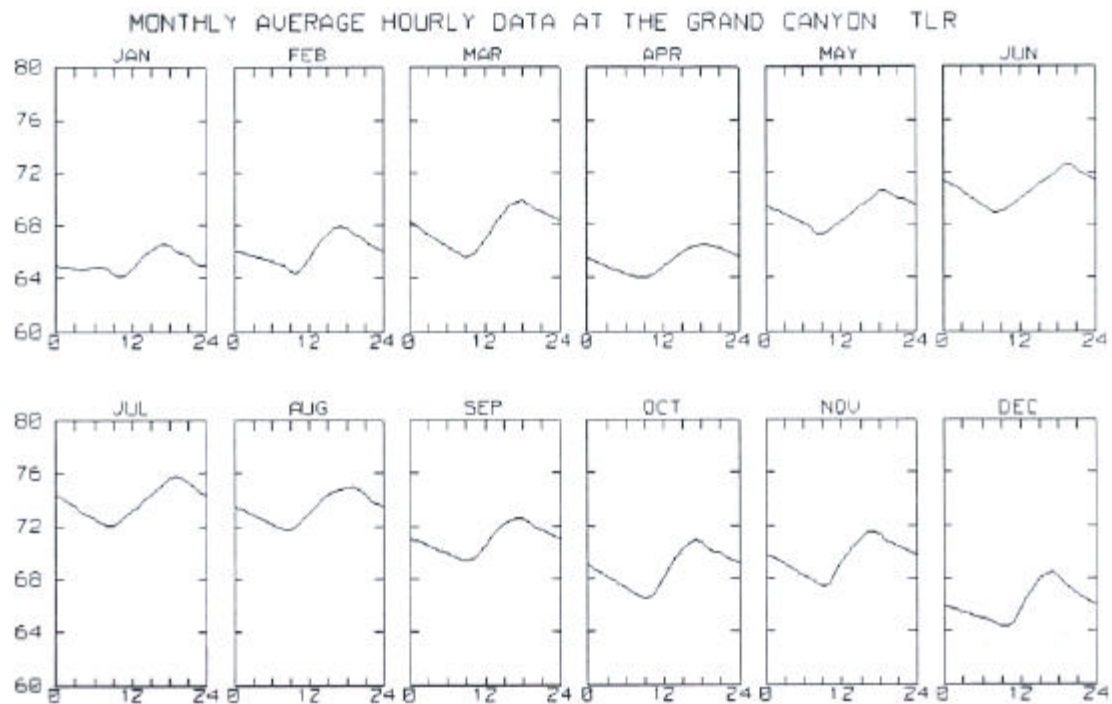 MONTHLY AVERAGE HOURLY DATA AT THE GRAND CANYON TLR
JAN FEB MAR APR MAY JUN
80
76
72
68
64
60
0 12 24 0 12 24 0 12 24 0 12 24 0 12 24 0 12 24
JUL AUG SEP OCT NOV DEC
80
76
72
68
64
60
0 12 24 0 12 24 0 12 24 0 12 24 0 12 24 0 12 24